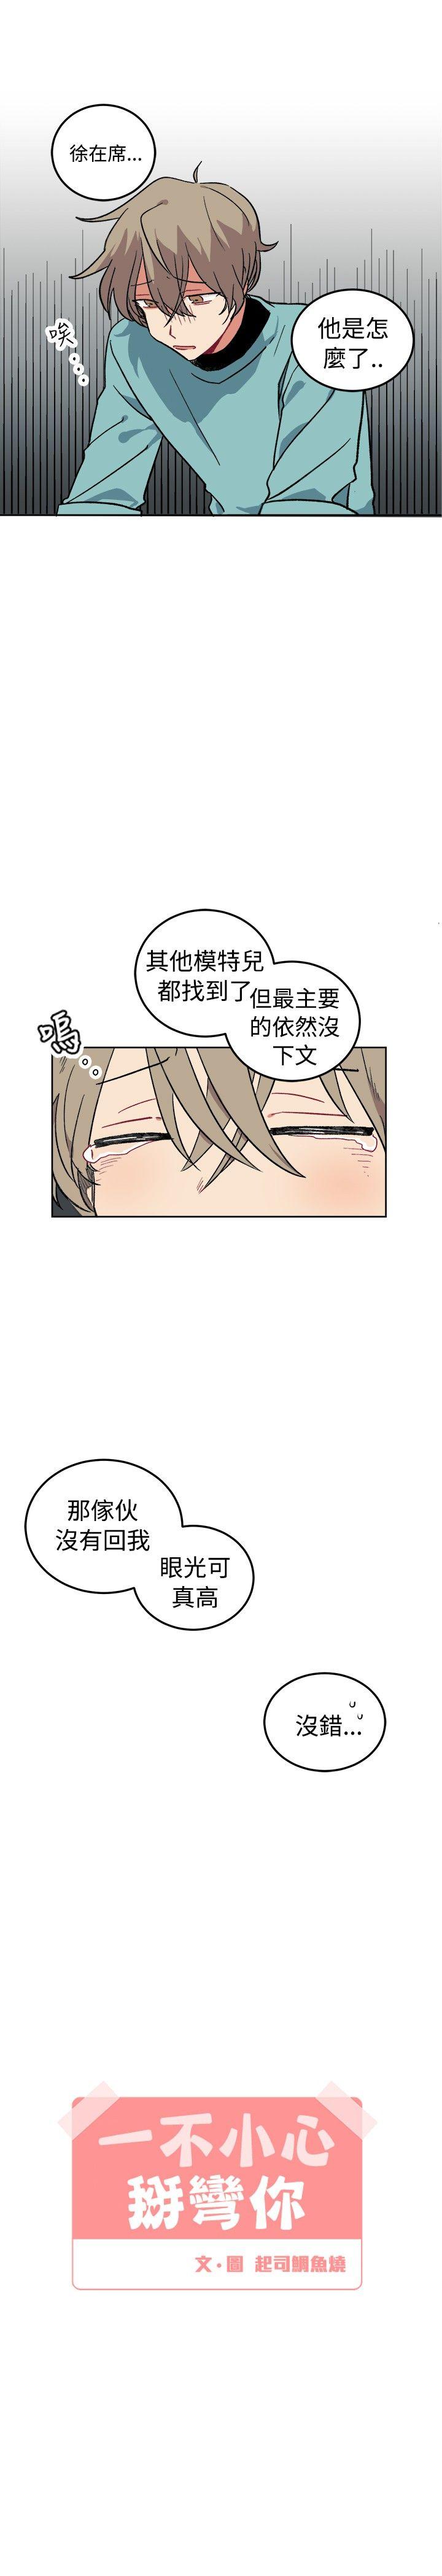 徐在席...
他是怎
麼了..
唉
其他模特兒
都找到了
但最主要
的依然沒
下文
嗚
那傢伙
沒有回我
眼光可
真高
沒錯...
一不小心
掰彎你
文·圖 起司鯛魚燒